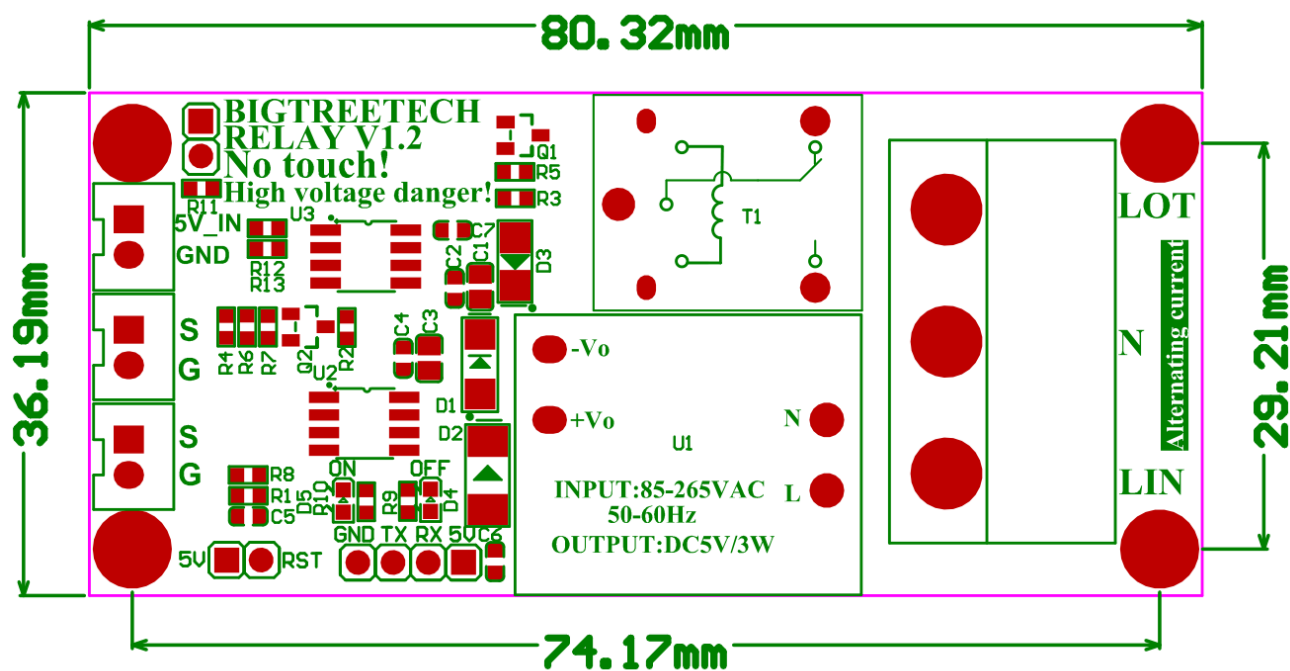 80.32mm
BIGTREETECH
RELAY V1.2
No touch!
High voltage danger!
Q1
R5
R3
R11
U3
5V_IN
GND
R12
R13
C7
C2
C1
D3
T1
LOT
N
LIN
Alternating current
36.19mm
29.21mm
S
G
R4
R6
R7
Q2
R2
C4
C3
U2
D1
D2
S
G
R8
R1
C5
ON
OFF
D5
R10
R9
D4
GND TX RX 5V C6
5V
RST
-Vo
+Vo
U1
N
L
INPUT:85-265VAC
50-60Hz
OUTPUT:DC5V/3W
74.17mm